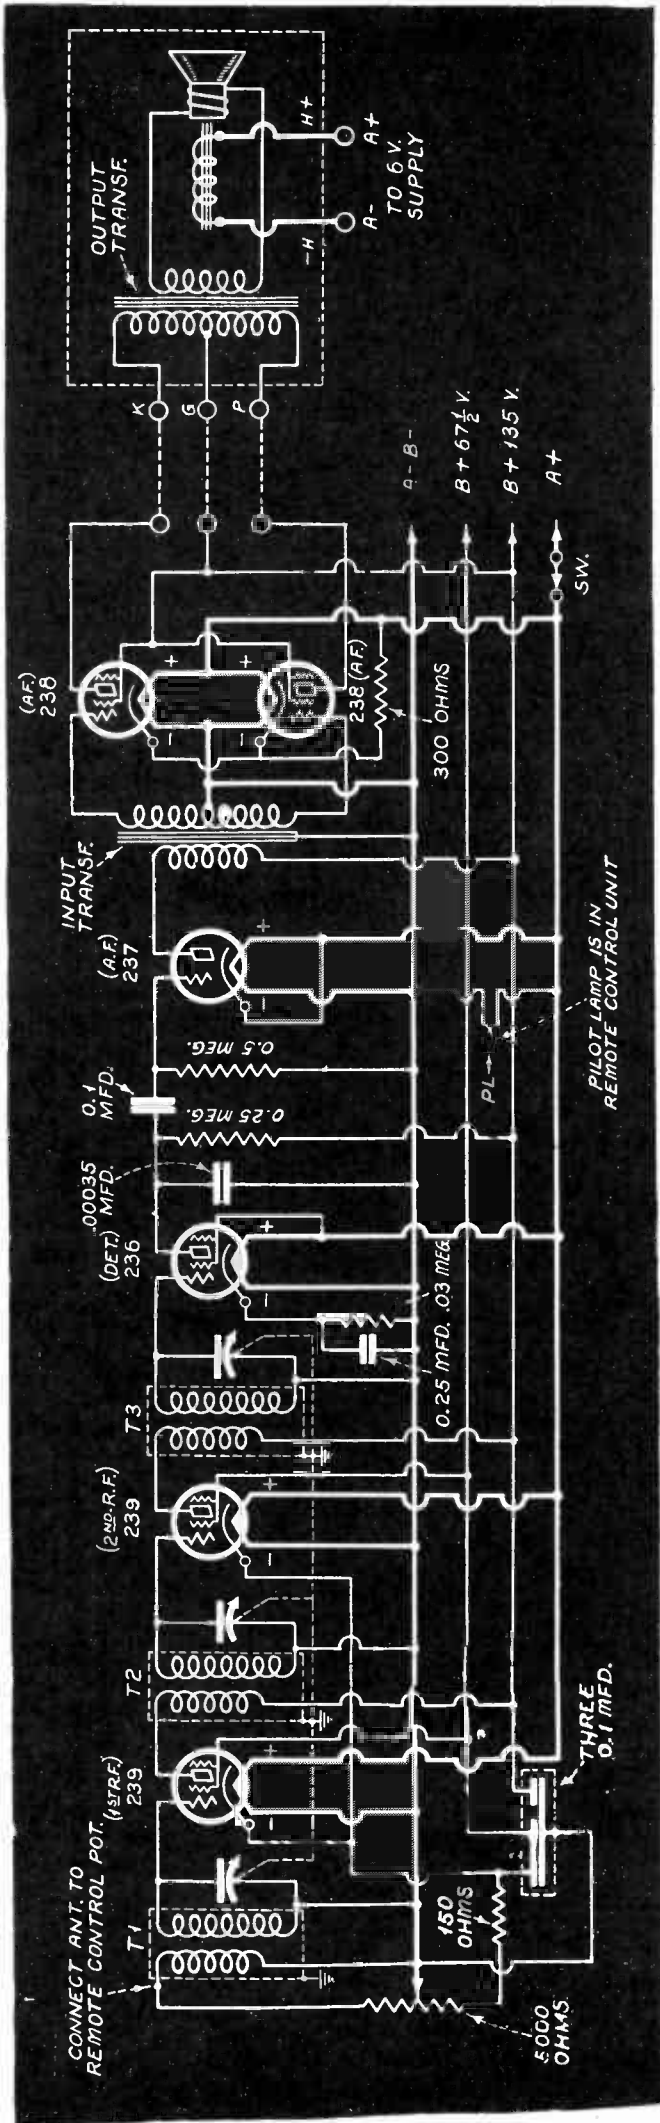 CONNECT ANT. TO
REMOTE CONTROL POT.
T1
(1ST R.F.)
239
T2
(2ND R.F.)
239
T3
(DET.)
236
.00035
MFD.
0.1
MFD.
0.25 MEG.
0.5 MEG.
(A.F.)
237
INPUT
TRANSF.
(A.F.)
238
238 (A.F.)
300 OHMS
OUTPUT
TRANSF.
K
G
P
-H
H+
A-
A+
TO 6 V.
SUPPLY
A-B-
B+ 67½ V.
B+ 135 V.
A+
SW.
PL
PILOT LAMP IS IN
REMOTE CONTROL UNIT
0.25 MFD.
.03 MEG.
THREE
0.1 MFD.
150
OHMS
5000
OHMS
+
-
+
-
+
-
+
-
+
-
+
-